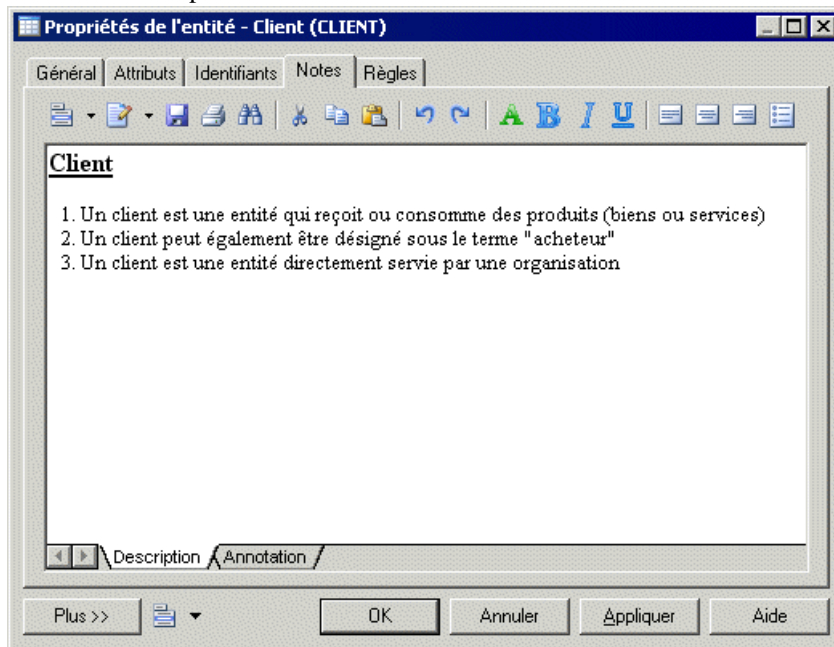 Propriétés de l'entité - Client (CLIENT)
Général Attributs Identifiants Notes Règles
A B I U
Client
1. Un client est une entité qui reçoit ou consomme des produits (biens ou services)
2. Un client peut également être désigné sous le terme "acheteur"
3. Un client est une entité directement servie par une organisation
Description Annotation
Plus >> OK Annuler Appliquer Aide